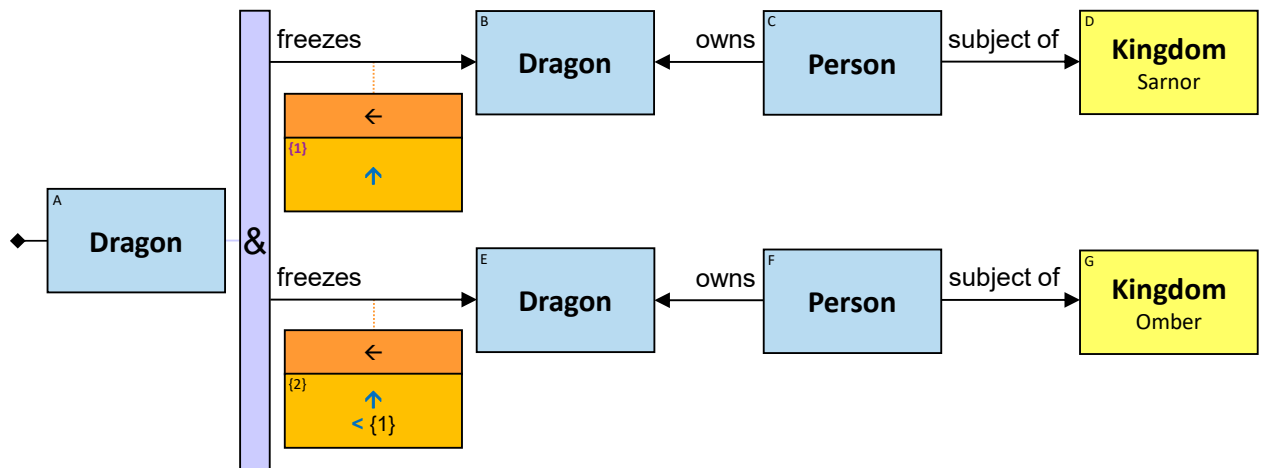 freezes
B
Dragon
owns
C
Person
subject of
D
Kingdom
Sarnor
←
{1}
↑
A
Dragon
&
freezes
E
Dragon
owns
F
Person
subject of
G
Kingdom
Omber
←
{2}
↑
< {1}